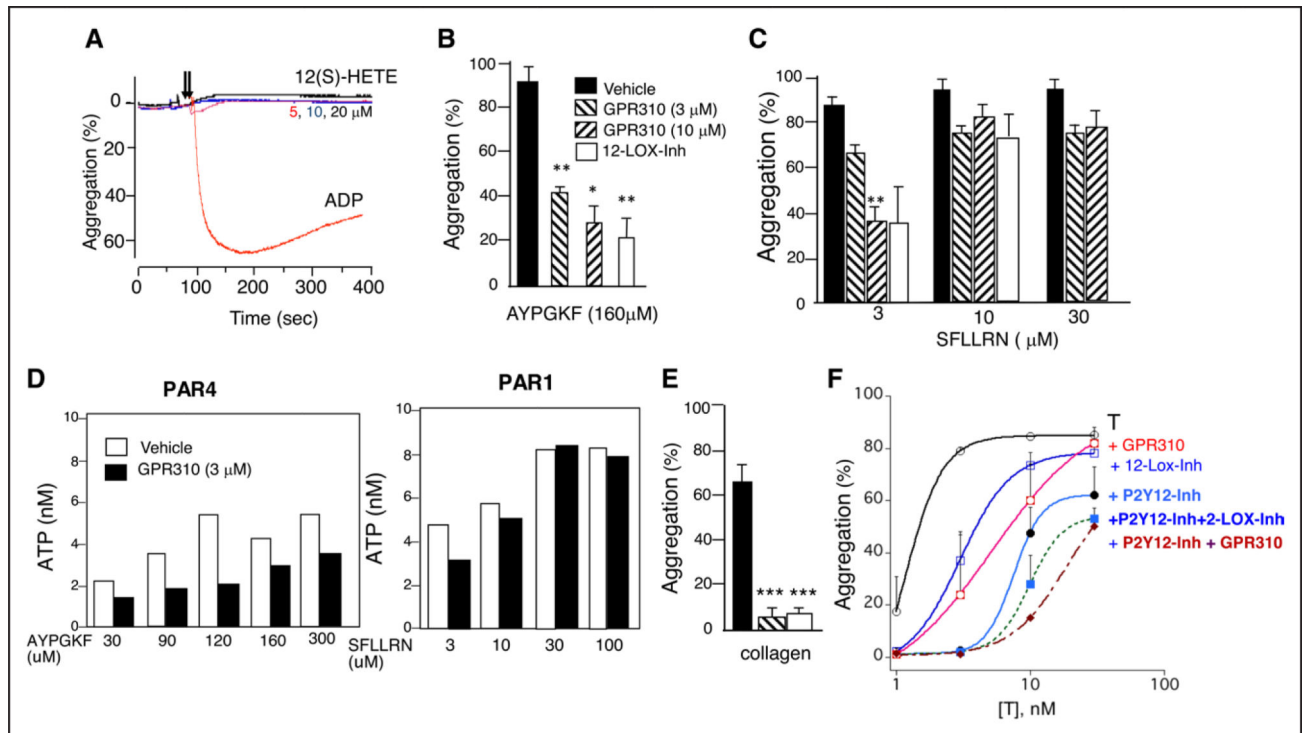 A
12(S)-HETE
5, 10, 20 µM
ADP
0
20
40
60
Aggregation (%)
0
100
200
300
400
Time (sec)
B
100
80
60
40
20
0
Aggregation (%)
Vehicle
GPR310 (3 µM)
GPR310 (10 µM)
12-LOX-Inh
**
*
**
AYPGKF (160µM)
C
100
80
60
40
20
0
Aggregation (%)
**
3
10
30
SFLLRN ( µM)
D
PAR4
10
8
6
4
2
0
ATP (nM)
Vehicle
GPR310 (3 µM)
AYPGKF
(uM)
30
90
120
160
300
PAR1
10
8
6
4
2
0
ATP (nM)
SFLLRN
(uM)
3
10
30
100
E
100
80
60
40
20
0
Aggregation (%)
***
***
collagen
F
100
80
60
40
20
0
Aggregation (%)
T
+ GPR310
+ 12-Lox-Inh
+ P2Y12-Inh
+P2Y12-Inh+2-LOX-Inh
+ P2Y12-Inh + GPR310
1
10
100
[T], nM